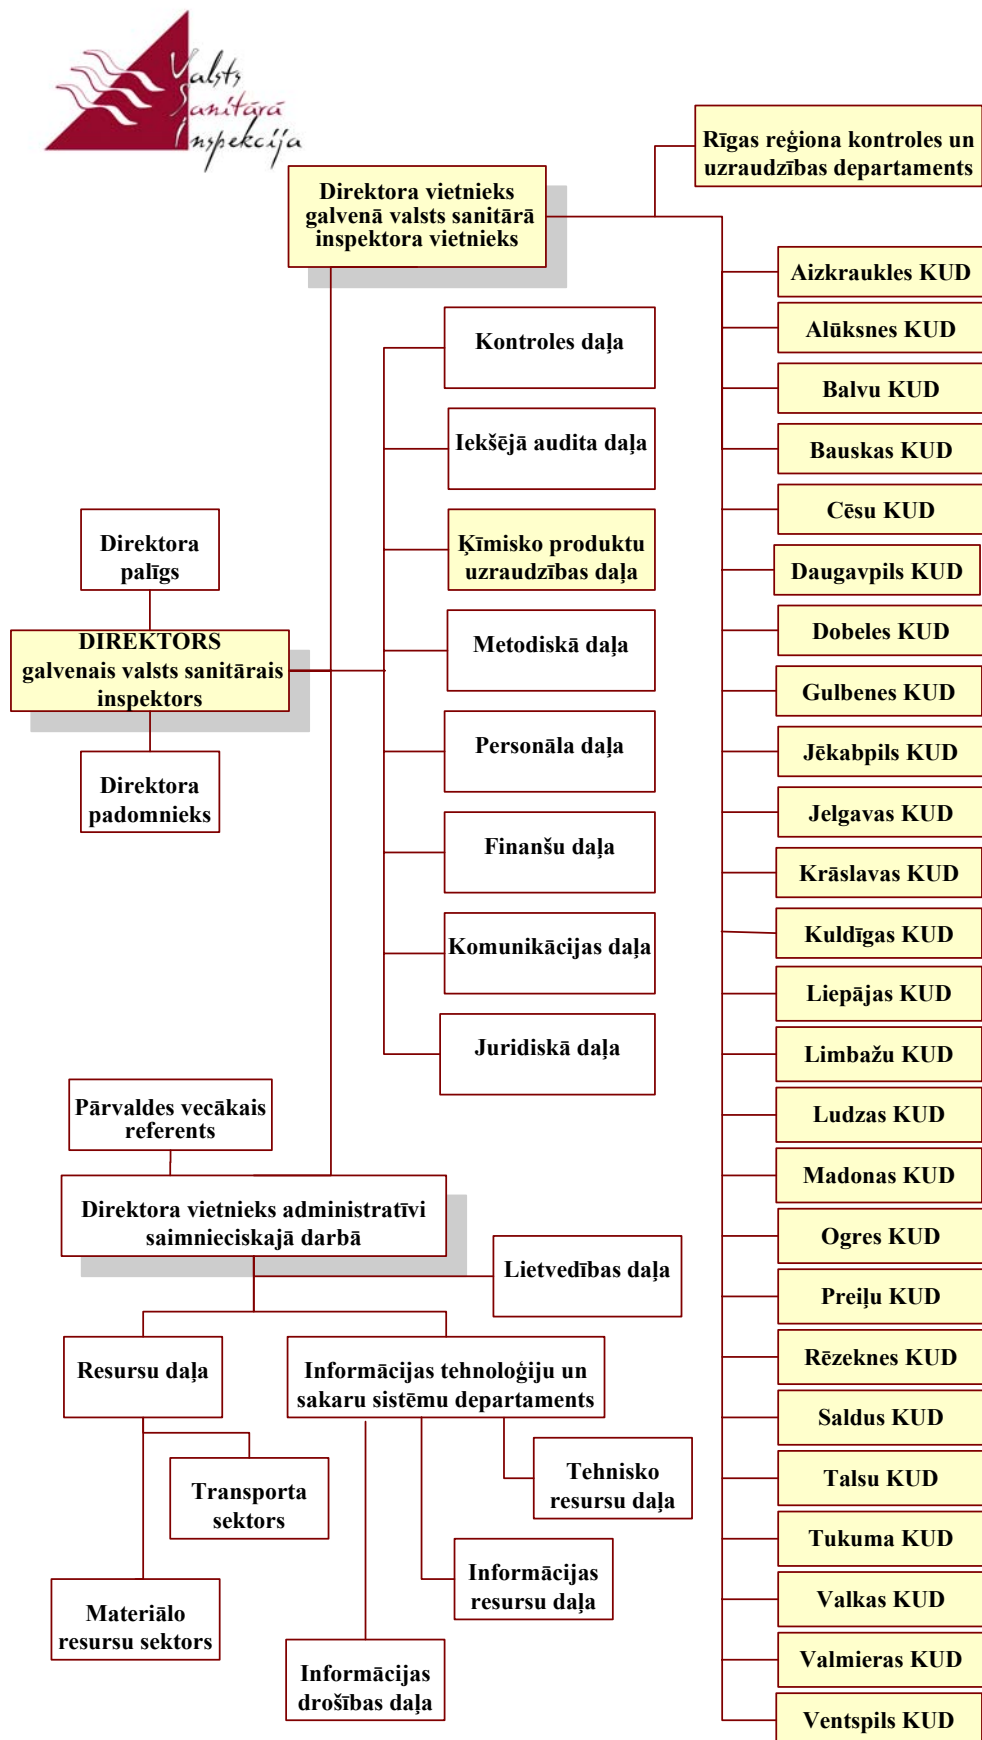 Valsts
Sanitārā
Inspekcija
Rīgas reģiona kontroles un
uzraudzības departaments
Direktora vietnieks
galvenā valsts sanitārā
inspektora vietnieks
Aizkraukles KUD
Alūksnes KUD
Balvu KUD
Bauskas KUD
Cēsu KUD
Daugavpils KUD
Dobeles KUD
Gulbenes KUD
Jēkabpils KUD
Jelgavas KUD
Krāslavas KUD
Kuldīgas KUD
Liepājas KUD
Limbažu KUD
Ludzas KUD
Madonas KUD
Ogres KUD
Preiļu KUD
Rēzeknes KUD
Saldus KUD
Talsu KUD
Tukuma KUD
Valkas KUD
Valmieras KUD
Ventspils KUD
Kontroles daļa
Iekšējā audita daļa
Ķīmisko produktu
uzraudzības daļa
Metodiskā daļa
Personāla daļa
Finanšu daļa
Komunikācijas daļa
Juridiskā daļa
Direktora
palīgs
DIREKTORS
galvenais valsts sanitārais
inspektors
Direktora
padomnieks
Pārvaldes vecākais
referents
Direktora vietnieks administratīvi
saimnieciskajā darbā
Lietvedības daļa
Resursu daļa
Informācijas tehnoloģiju un
sakaru sistēmu departaments
Transporta
sektors
Materiālo
resursu sektors
Tehnisko
resursu daļa
Informācijas
resursu daļa
Informācijas
drošības daļa